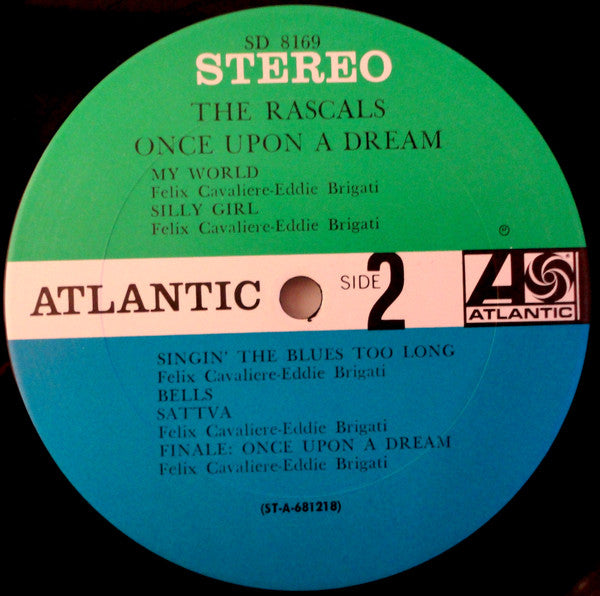 SD 8169
STEREO
THE RASCALS
ONCE UPON A DREAM
MY WORLD
Felix Cavaliere-Eddie Brigati
SILLY GIRL
Felix Cavaliere-Eddie Brigati
℗
ATLANTIC
SIDE 2
ATLANTIC
SINGIN' THE BLUES TOO LONG
Felix Cavaliere-Eddie Brigati
BELLS
SATTVA
Felix Cavaliere-Eddie Brigati
FINALE: ONCE UPON A DREAM
Felix Cavaliere-Eddie Brigati
(ST-A-681218)